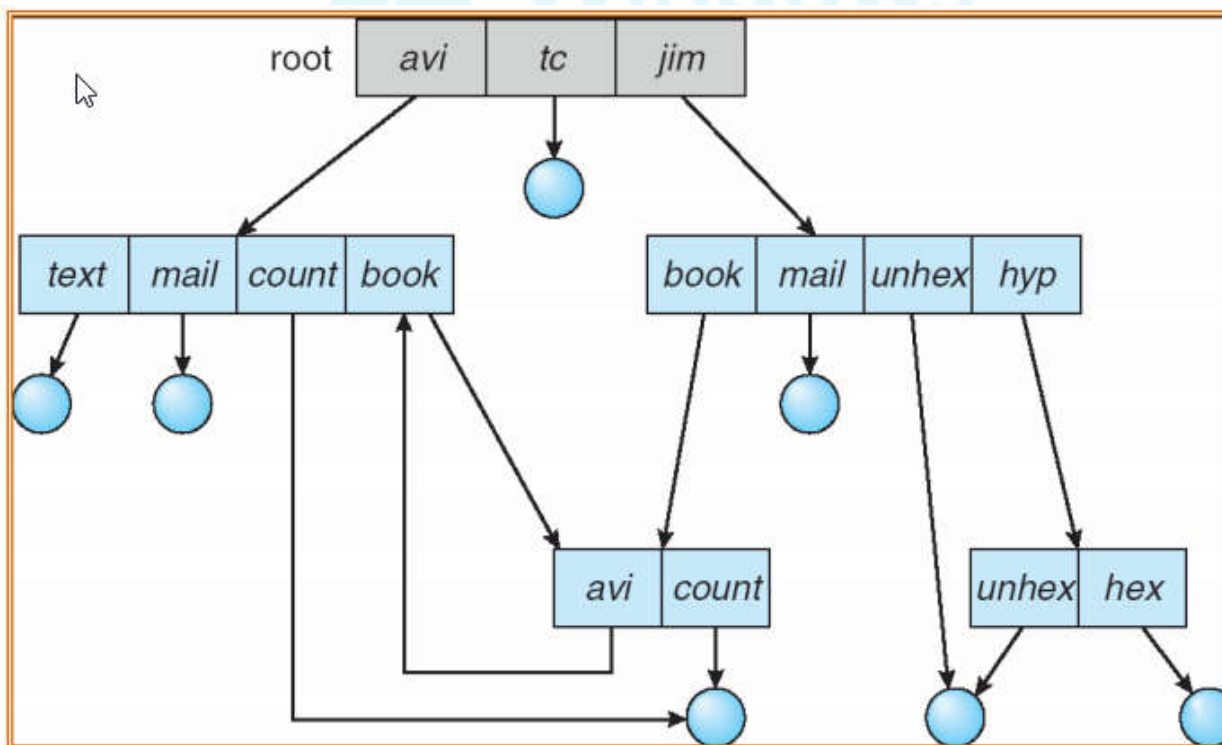 root avi tc jim
text mail count book book mail unhex hyp
avi count unhex hex